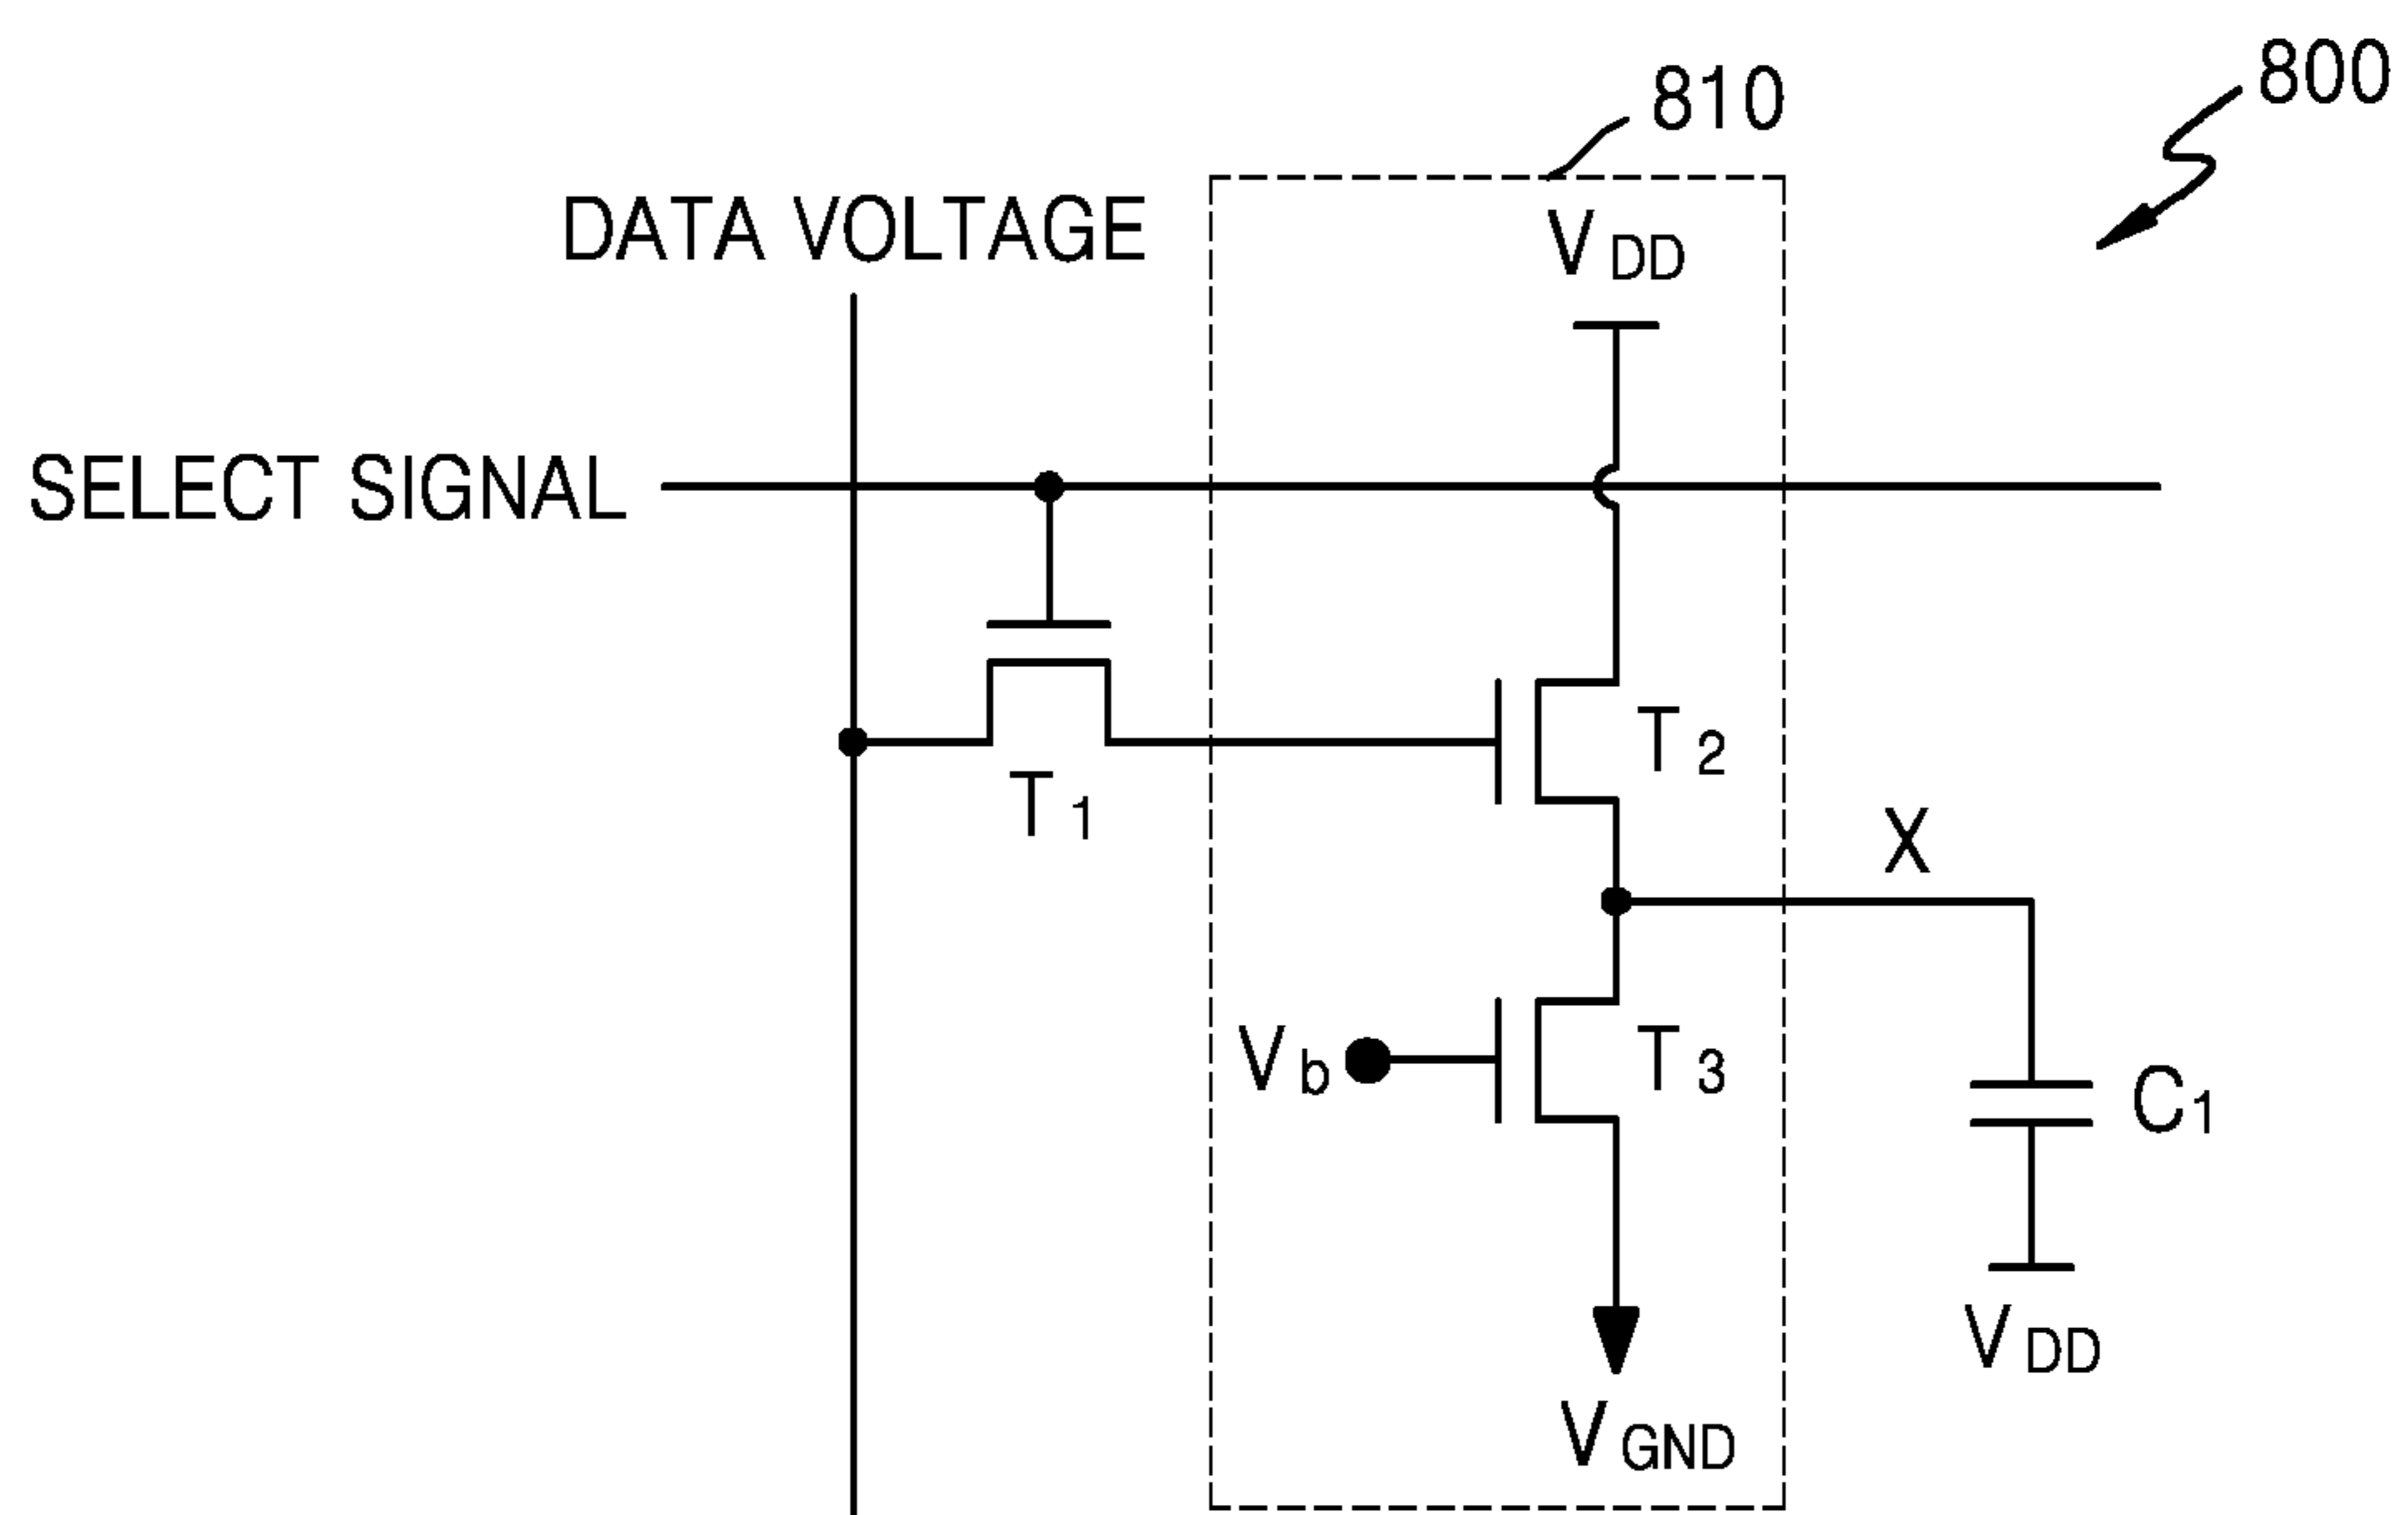 800
810
DATA VOLTAGE
VDD
SELECT SIGNAL
T1
T2
X
Vb
T3
C1
VDD
VGND